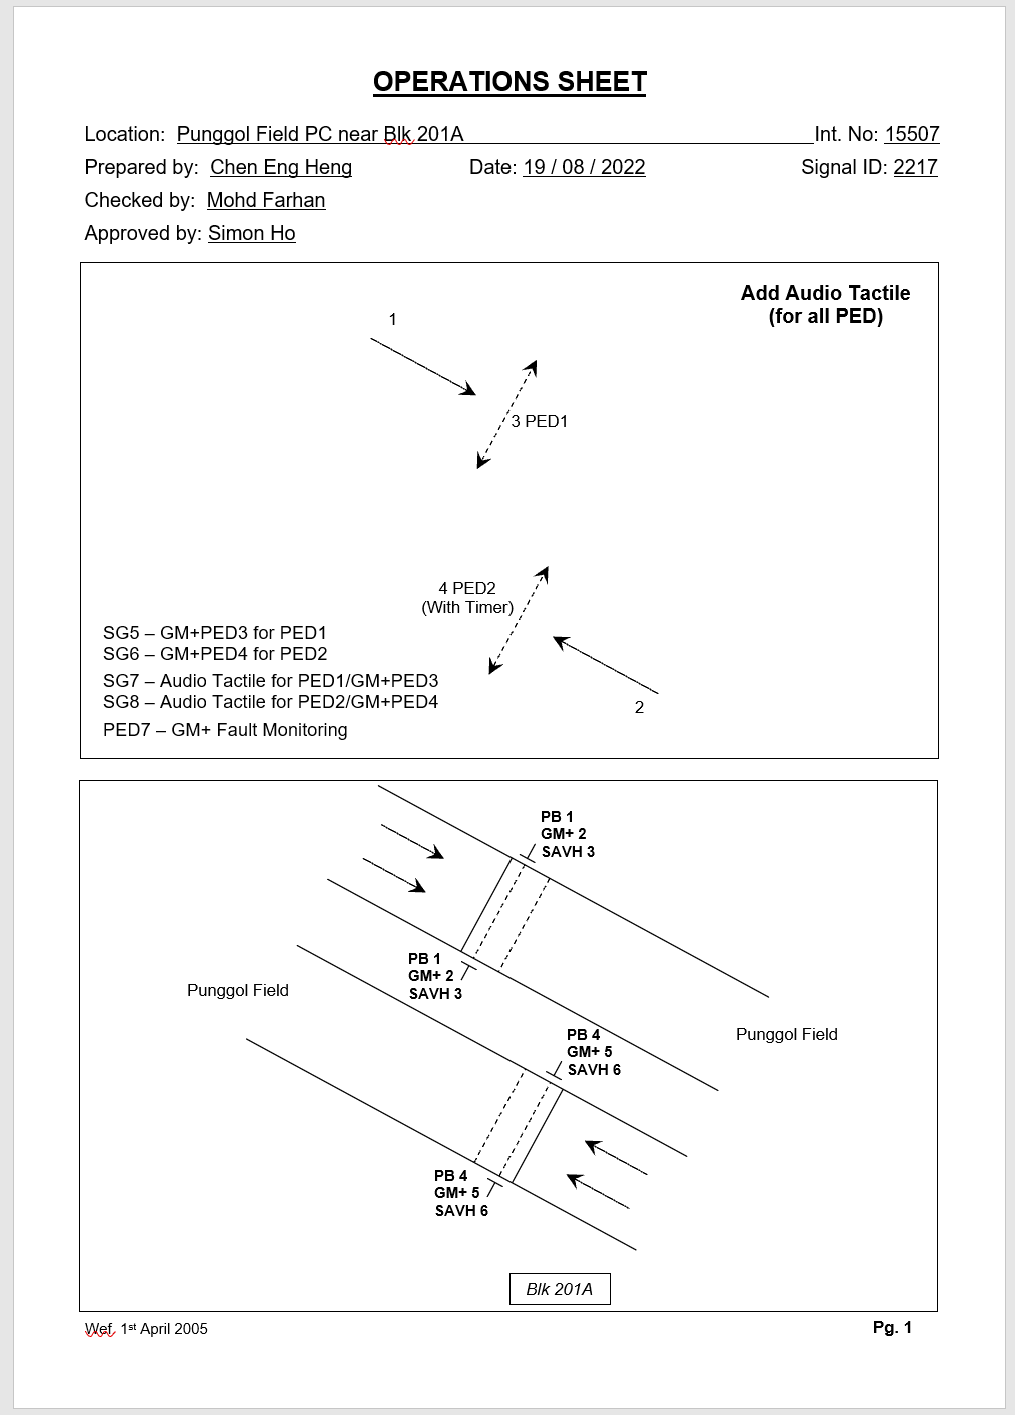 OPERATIONS SHEET
Location: Punggol Field PC near Blk 201A Int. No: 15507
Prepared by: Chen Eng Heng Date: 19 / 08 / 2022 Signal ID: 2217
Checked by: Mohd Farhan
Approved by: Simon Ho
Add Audio Tactile
(for all PED)
1
3 PED1
4 PED2
(With Timer)
2
SG5 – GM+PED3 for PED1
SG6 – GM+PED4 for PED2
SG7 – Audio Tactile for PED1/GM+PED3
SG8 – Audio Tactile for PED2/GM+PED4
PED7 – GM+ Fault Monitoring
PB 1
GM+ 2
SAVH 3
PB 1
GM+ 2
SAVH 3
Punggol Field
Punggol Field
PB 4
GM+ 5
SAVH 6
PB 4
GM+ 5
SAVH 6
Blk 201A
Wef. 1st April 2005 Pg. 1